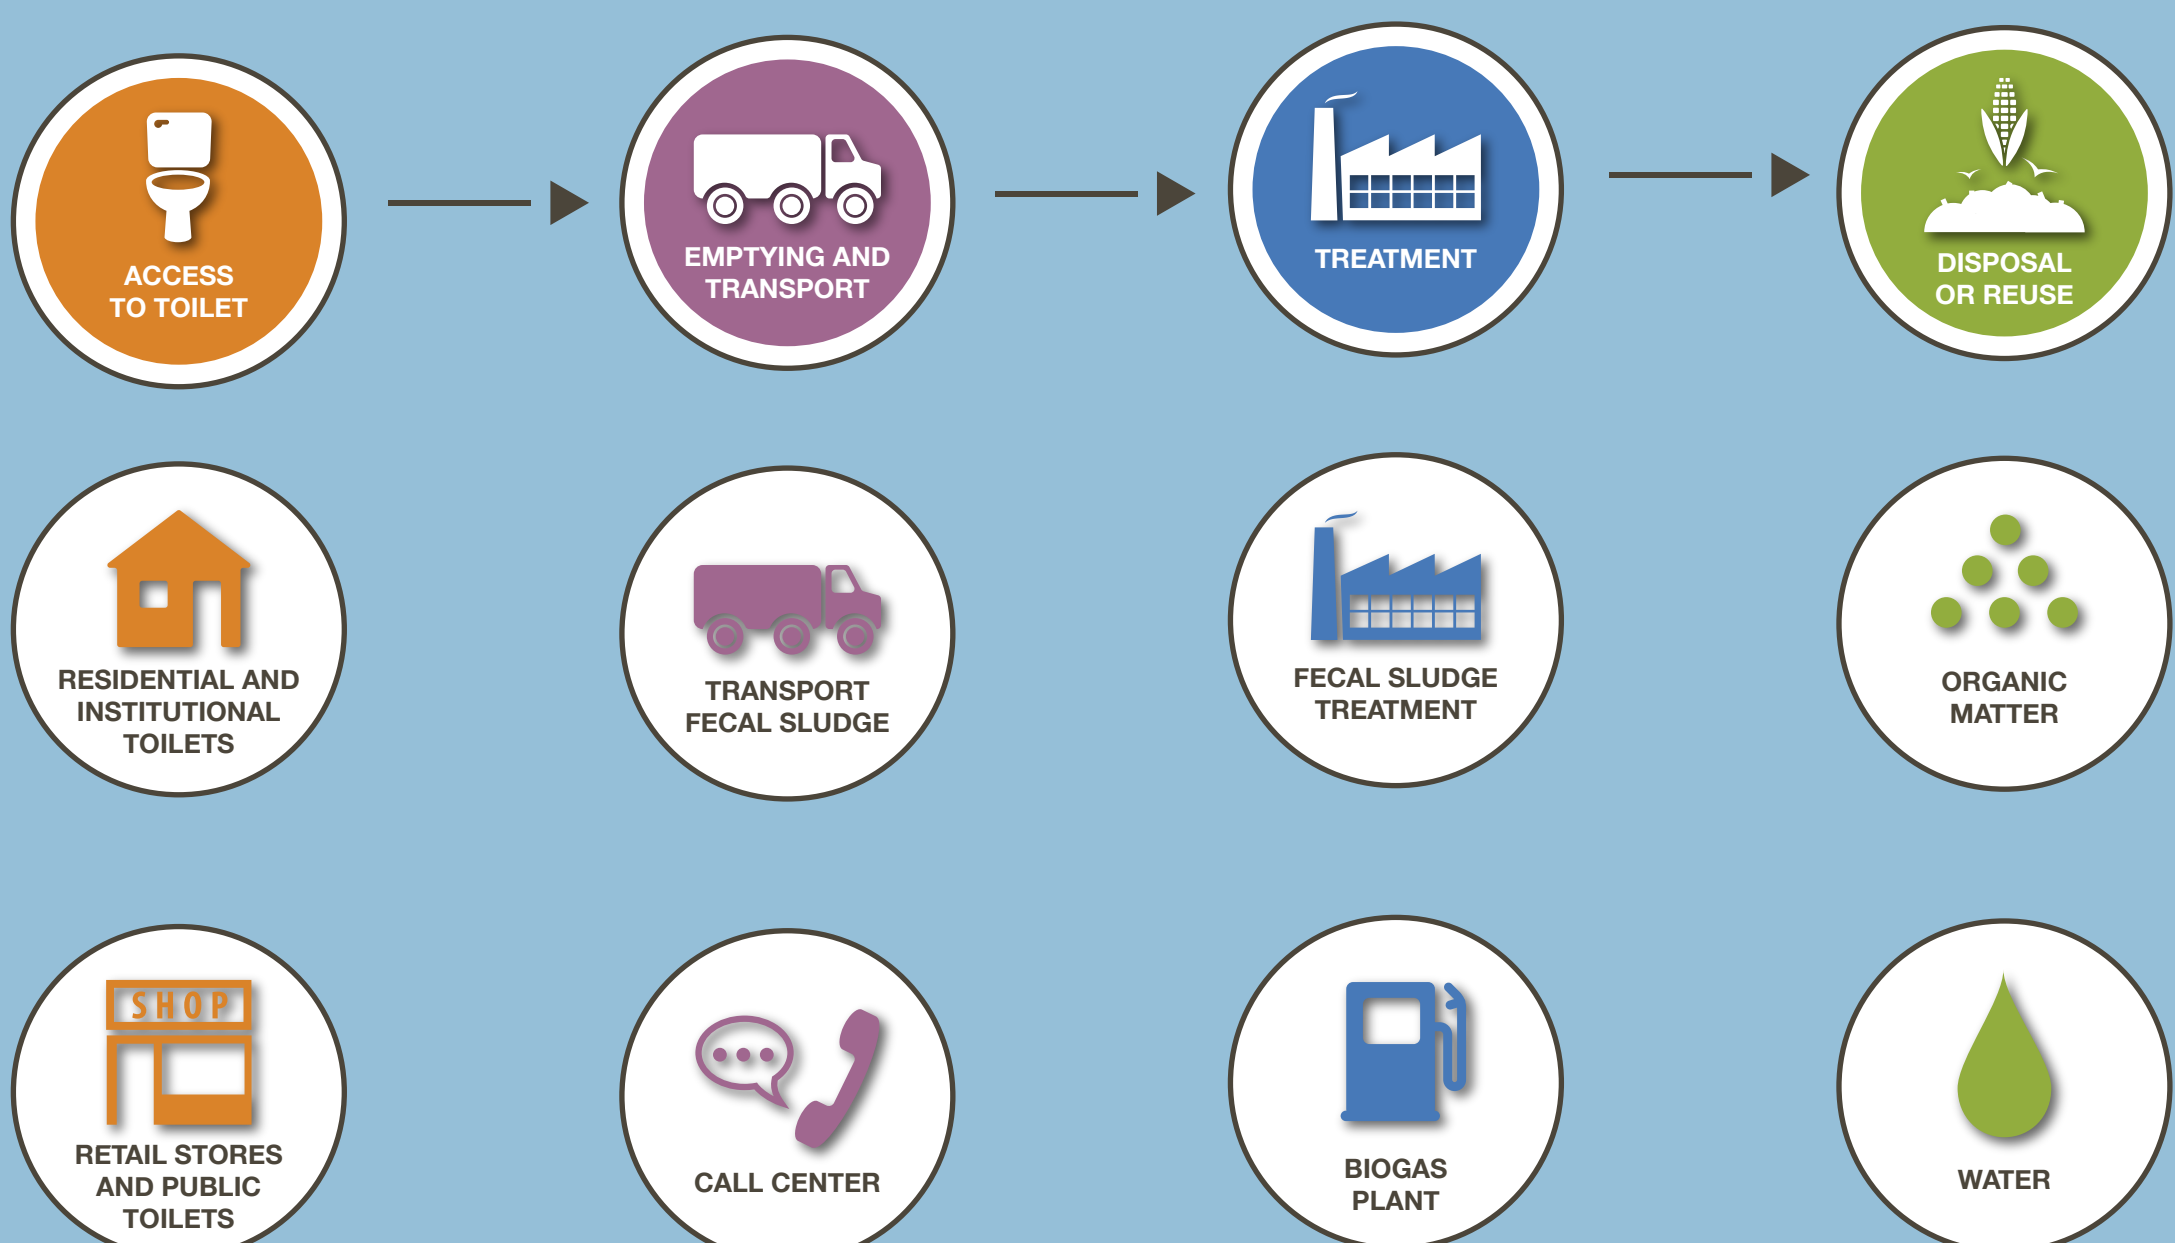 ACCESS
TO TOILET
EMPTYING AND
TRANSPORT
TREATMENT
DISPOSAL
OR REUSE
RESIDENTIAL AND
INSTITUTIONAL
TOILETS
TRANSPORT
FECAL SLUDGE
FECAL SLUDGE
TREATMENT
ORGANIC
MATTER
SHOP
RETAIL STORES
AND PUBLIC
TOILETS
CALL CENTER
BIOGAS
PLANT
WATER